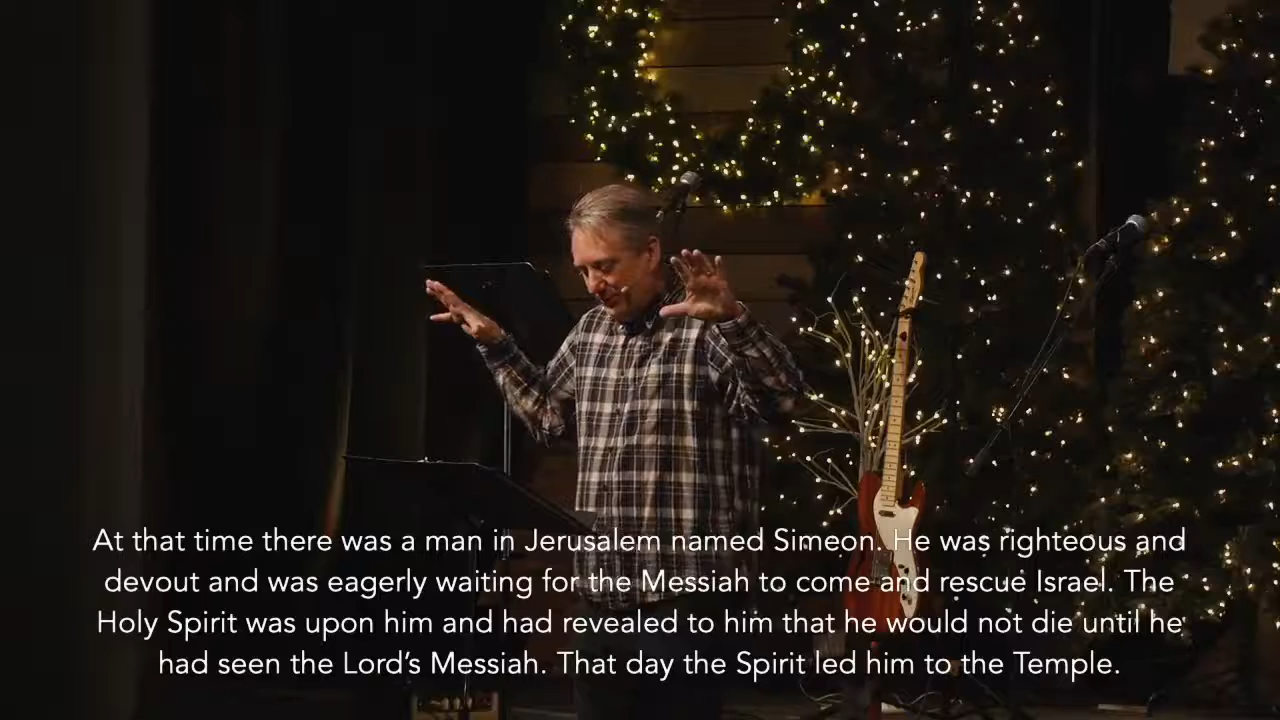 At that time there was a man in Jerusalem named Simeon. He was righteous and
devout and was eagerly waiting for the Messiah to come and rescue Israel. The
Holy Spirit was upon him and had revealed to him that he would not die until he
had seen the Lord’s Messiah. That day the Spirit led him to the Temple.